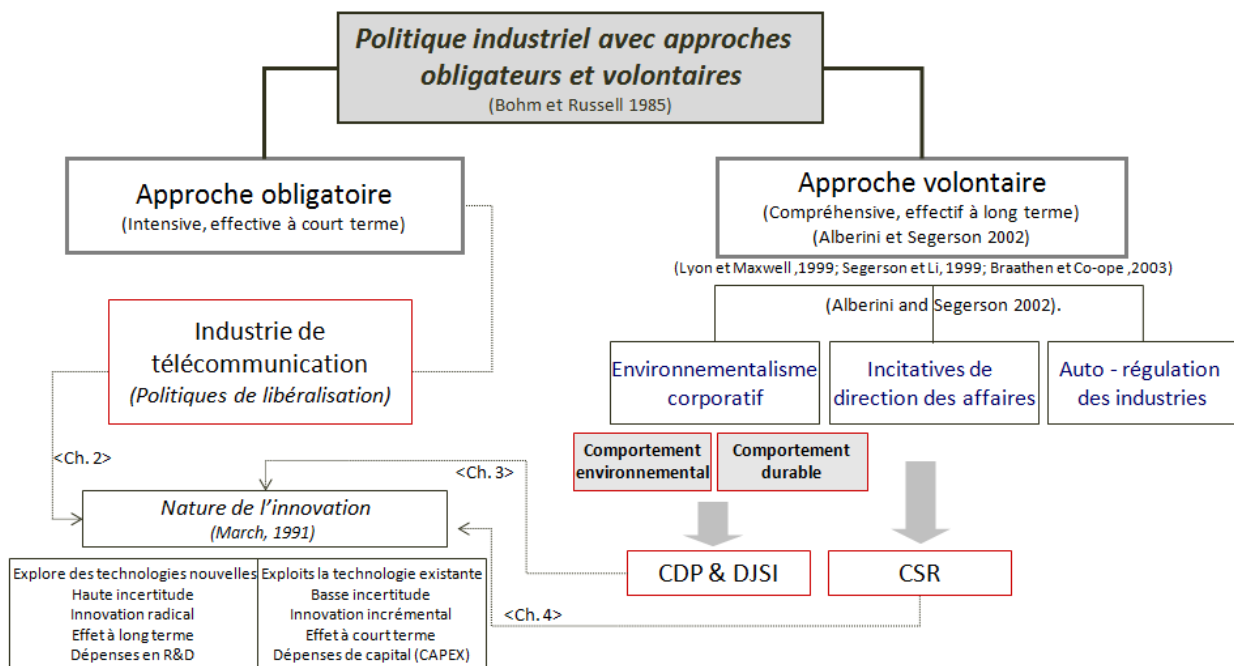 Politique industriel avec approches
obligateurs et volontaires
(Bohm et Russell 1985)
Approche obligatoire
(Intensive, effective à court terme)
Approche volontaire
(Compréhensive, effectif à long terme)
(Alberini et Segerson 2002)
(Lyon et Maxwell ,1999; Segerson et Li, 1999; Braathen et Co-ope ,2003)
(Alberini and Segerson 2002).
Industrie de
télécommunication
(Politiques de libéralisation)
Environnementalisme
corporatif
Incitatives de
direction des affaires
Auto - régulation
des industries
Comportement
environnemental
Comportement
durable
<Ch. 2>
<Ch. 3>
Nature de l’innovation
(March, 1991)
CDP & DJSI
CSR
<Ch. 4>
Explore des technologies nouvelles
Haute incertitude
Innovation radical
Effet à long terme
Dépenses en R&D
Exploits la technologie existante
Basse incertitude
Innovation incrémental
Effet à court terme
Dépenses de capital (CAPEX)